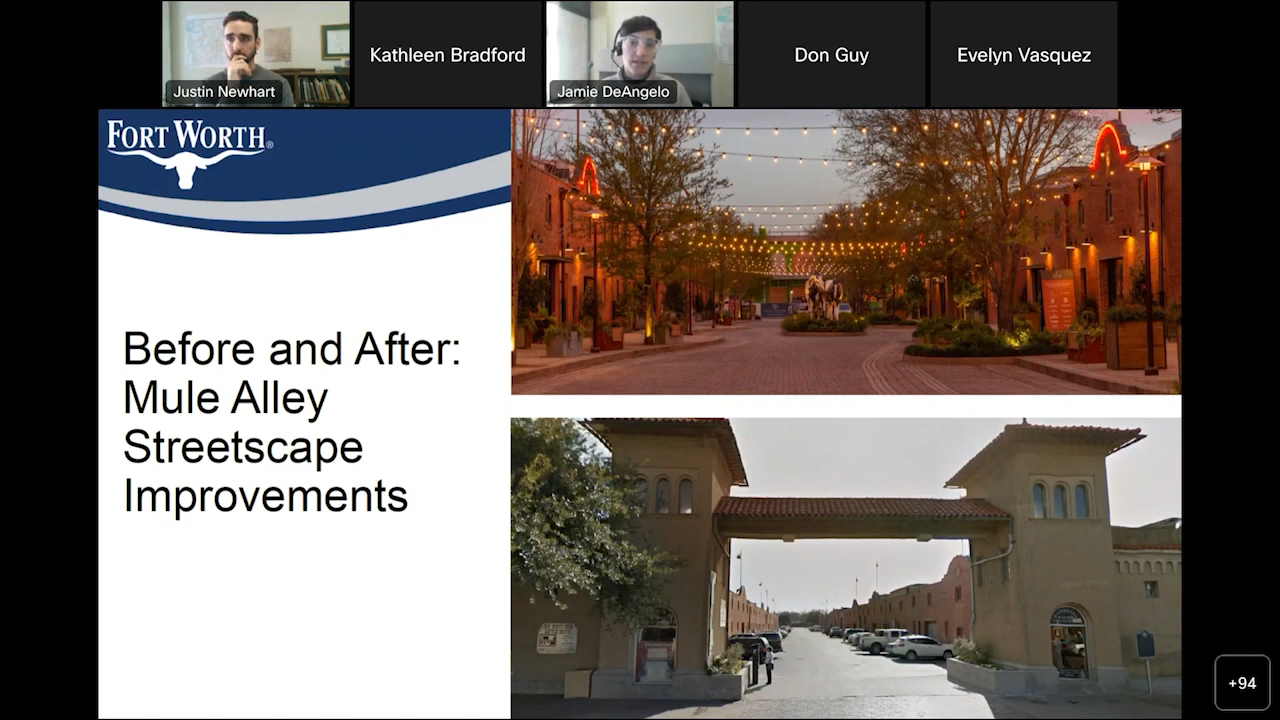 Kathleen Bradford
Don Guy
Evelyn Vasquez
Justin Newhart
Jamie DeAngelo
FORT WORTH®
Before and After:
Mule Alley
Streetscape
Improvements
+94